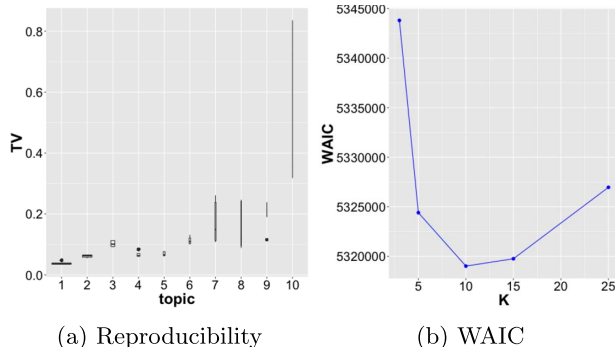 0.8
0.6
0.4
0.2
0.0
TV
1 2 3 4 5 6 7 8 9 10
topic
(a) Reproducibility
5345000
5340000
5335000
5330000
5325000
5320000
WAIC
5 10 15 20 25
K
(b) WAIC